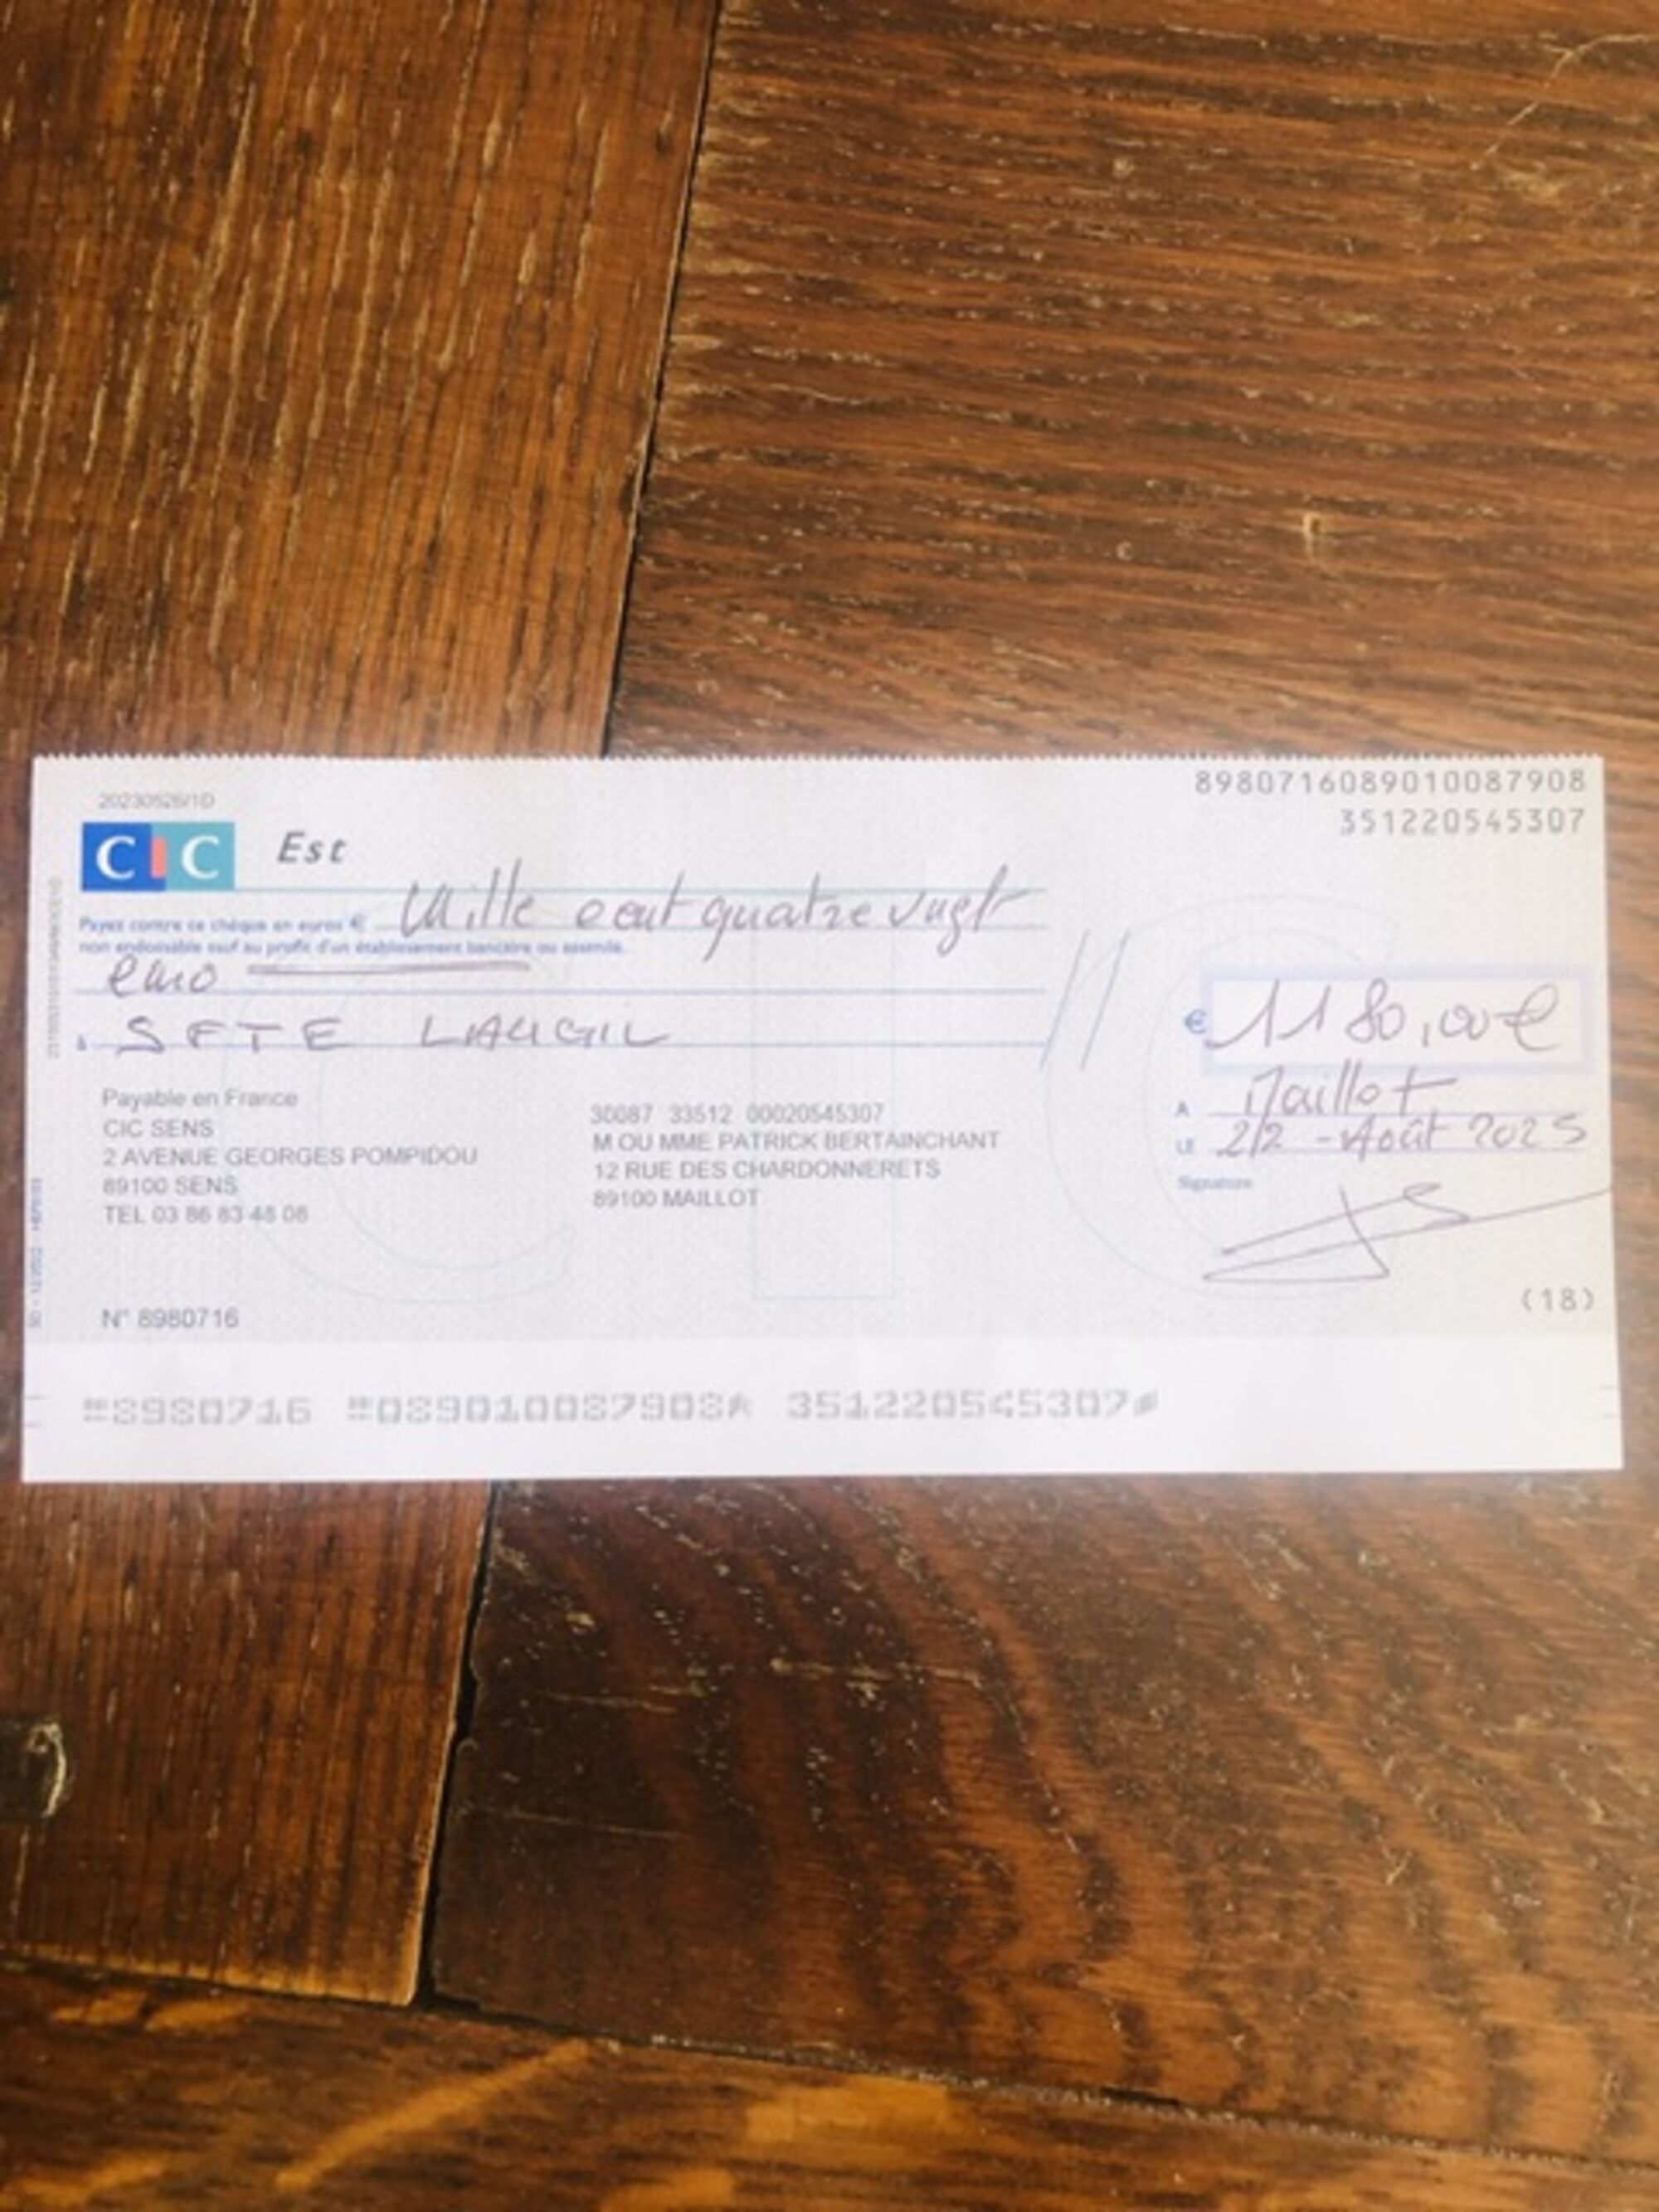 20230526/1D
8980716089010087908
351220545307
CIC Est
Payez contre ce chèque en euros € Mille cent quatre vingt
non endossable sauf au profit d'un établissement bancaire ou assimilé.
euro
à SFTE LAUGIL
€ 1180,00€
A Maillot
LE 22 - Août 2025
Signature
Payable en France
CIC SENS
2 AVENUE GEORGES POMPIDOU
89100 SENS
TEL 03 86 83 48 08
30087 33512 00020545307
M OU MME PATRICK BERTAINCHANT
12 RUE DES CHARDONNERETS
89100 MAILLOT
(18)
N° 8980716
8980716 089010087908 351220545307